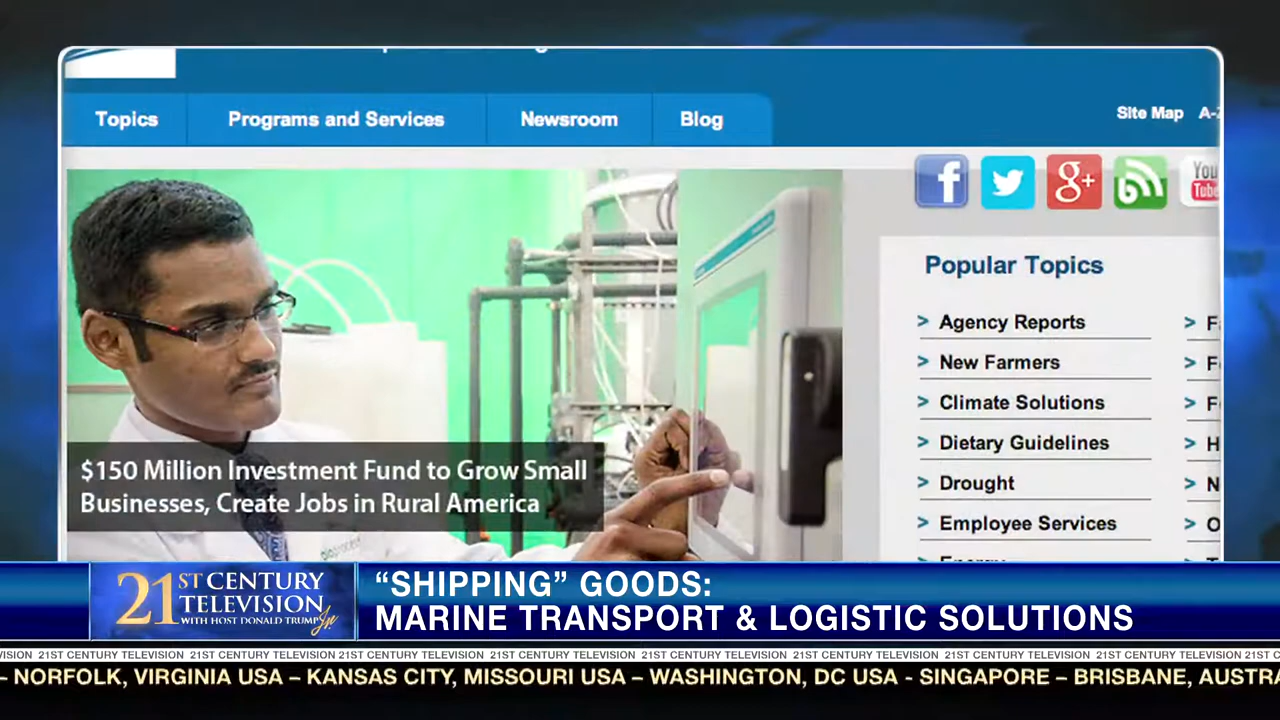 Topics
Programs and Services
Newsroom
Blog
Site Map
You
Tube
Popular Topics
> Agency Reports
> New Farmers
> Climate Solutions
> Dietary Guidelines
> Drought
> Employee Services
$150 Million Investment Fund to Grow Small
Businesses, Create Jobs in Rural America
21ST CENTURY
TELEVISION
WITH HOST DONALD TRUMP Jr.
“SHIPPING” GOODS:
MARINE TRANSPORT & LOGISTIC SOLUTIONS
21ST CENTURY TELEVISION 21ST CENTURY TELEVISION 21ST CENTURY TELEVISION 21ST CENTURY TELEVISION 21ST CENTURY TELEVISION 21ST CENTURY TELEVISION 21ST CENTURY TELEVISION 21ST CENTURY TELEVISION
– NORFOLK, VIRGINIA USA – KANSAS CITY, MISSOURI USA – WASHINGTON, DC USA - SINGAPORE – BRISBANE, AUSTRA